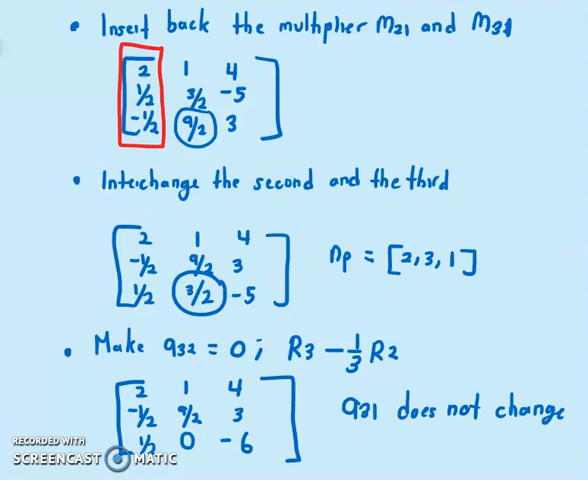 • Insert back the multiplier M21 and M31
2 1 4
1/2 3/2 -5
-1/2 9/2 3
• Interchange the second and the third
2 1 4
-1/2 9/2 3
1/2 3/2 -5
np = [2,3,1]
• Make a32 = 0; R3 - 1/3 R2
2 1 4
-1/2 9/2 3
1/2 0 -6
a31 does not change
RECORDED WITH
SCREENCAST MATIC